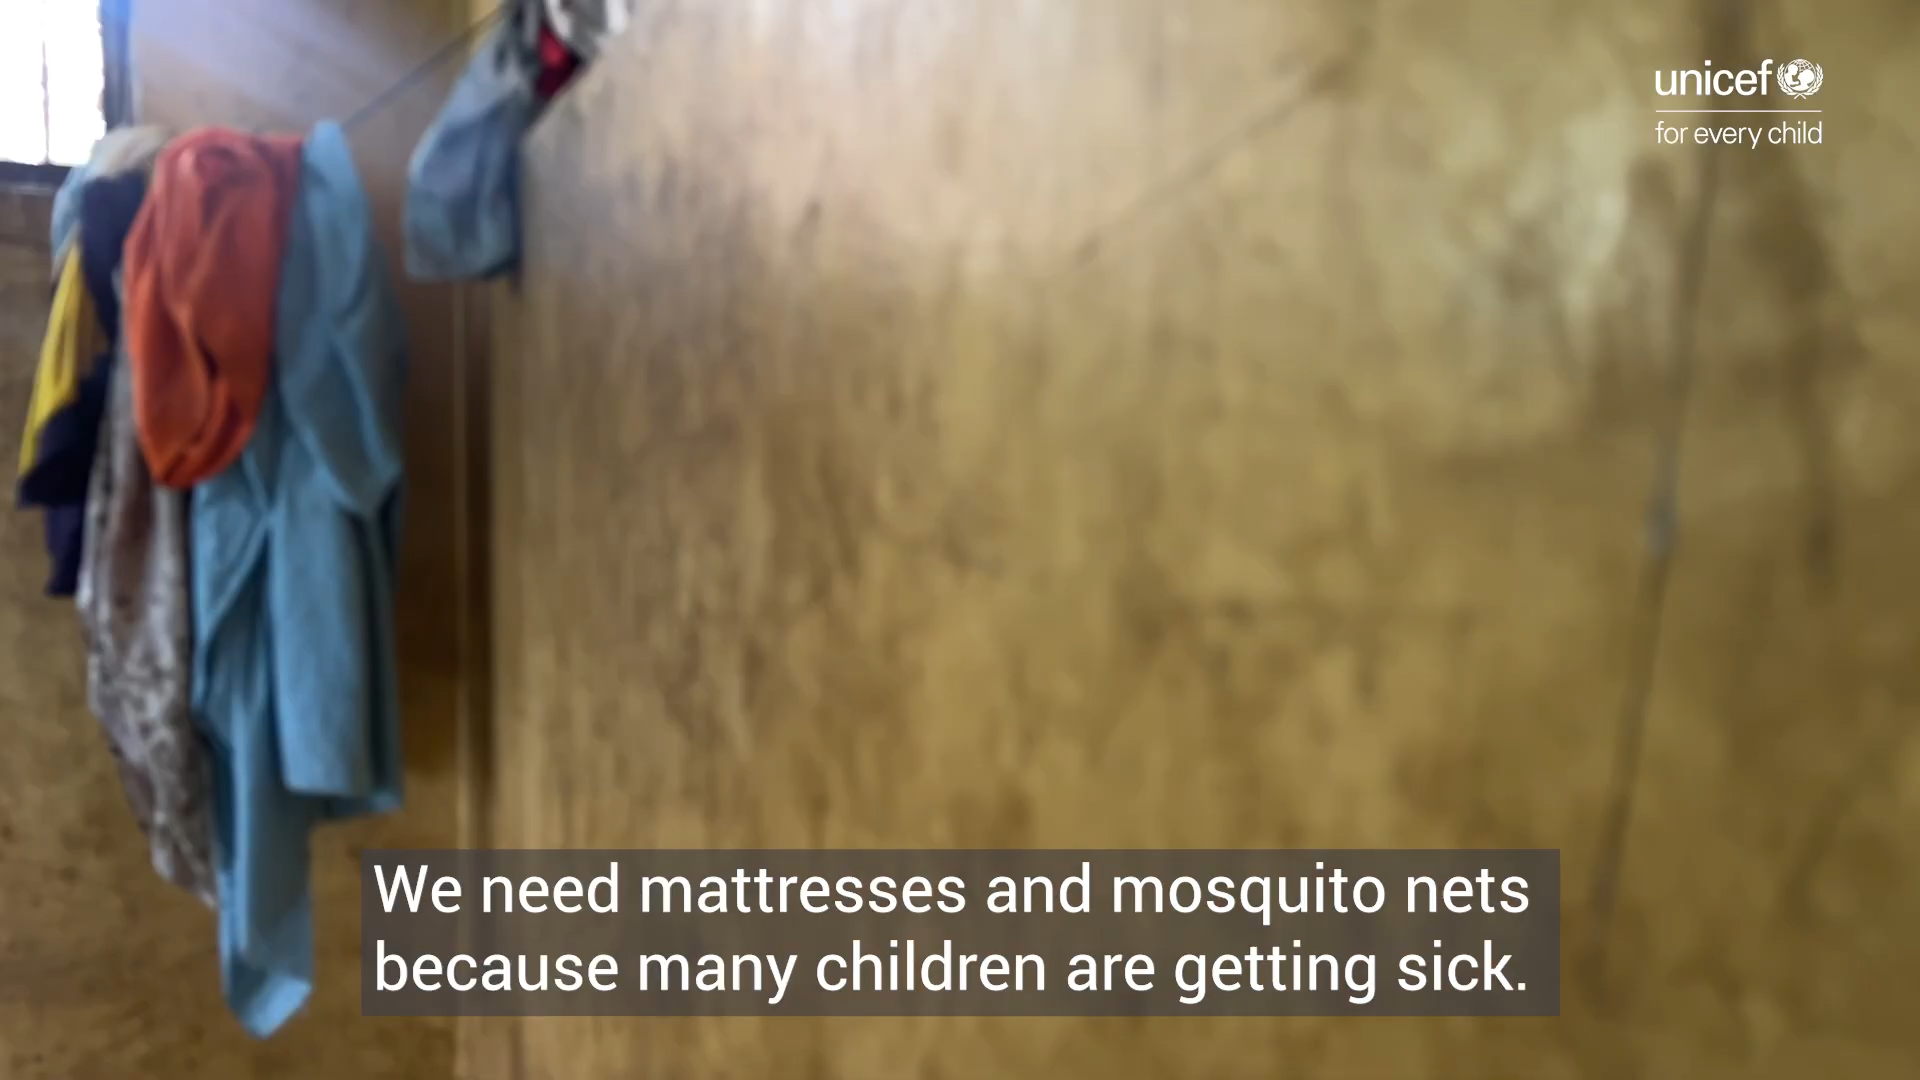 unicef
for every child
We need mattresses and mosquito nets
because many children are getting sick.